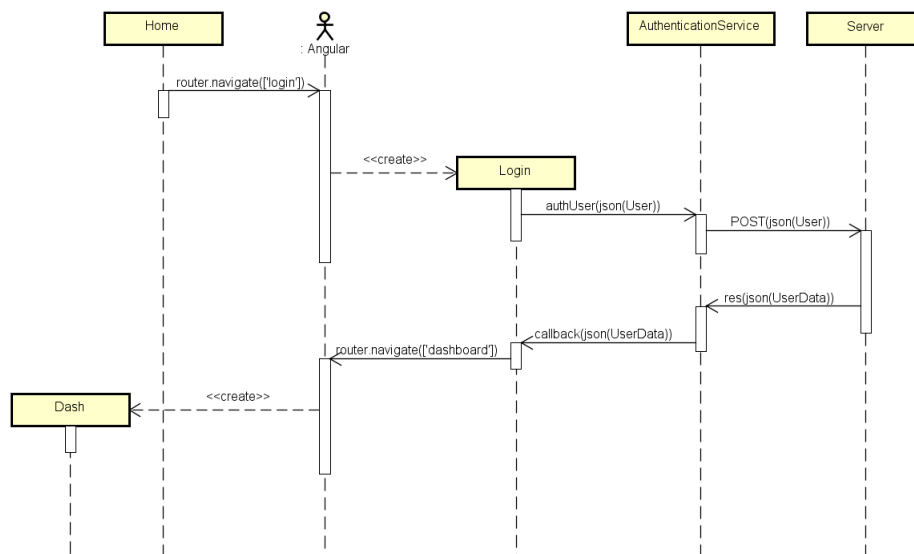 Home
: Angular
AuthenticationService
Server
router.navigate(['login'])
<<create>>
Login
authUser(json(User))
POST(json(User))
res(json(UserData))
callback(json(UserData))
router.navigate(['dashboard'])
<<create>>
Dash